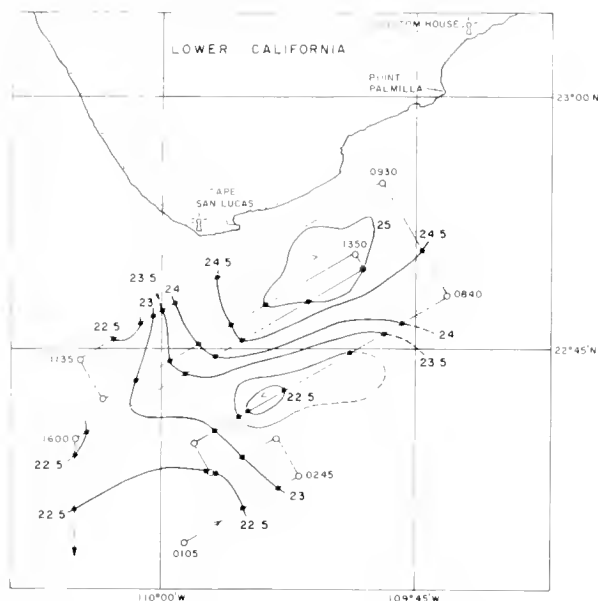 HOUSE
LOWER CALIFORNIA
POINT
PALMILLA
23°00 N
0930
CAPE
SAN LUCAS
25
24 5
1350
24 5
23 5
24
23
0840
22 5
24
22°45'N
1135
23 5
22 5
1600
22 5
0245
23
22 5
22 5
0105
110°00' W
109°45' W